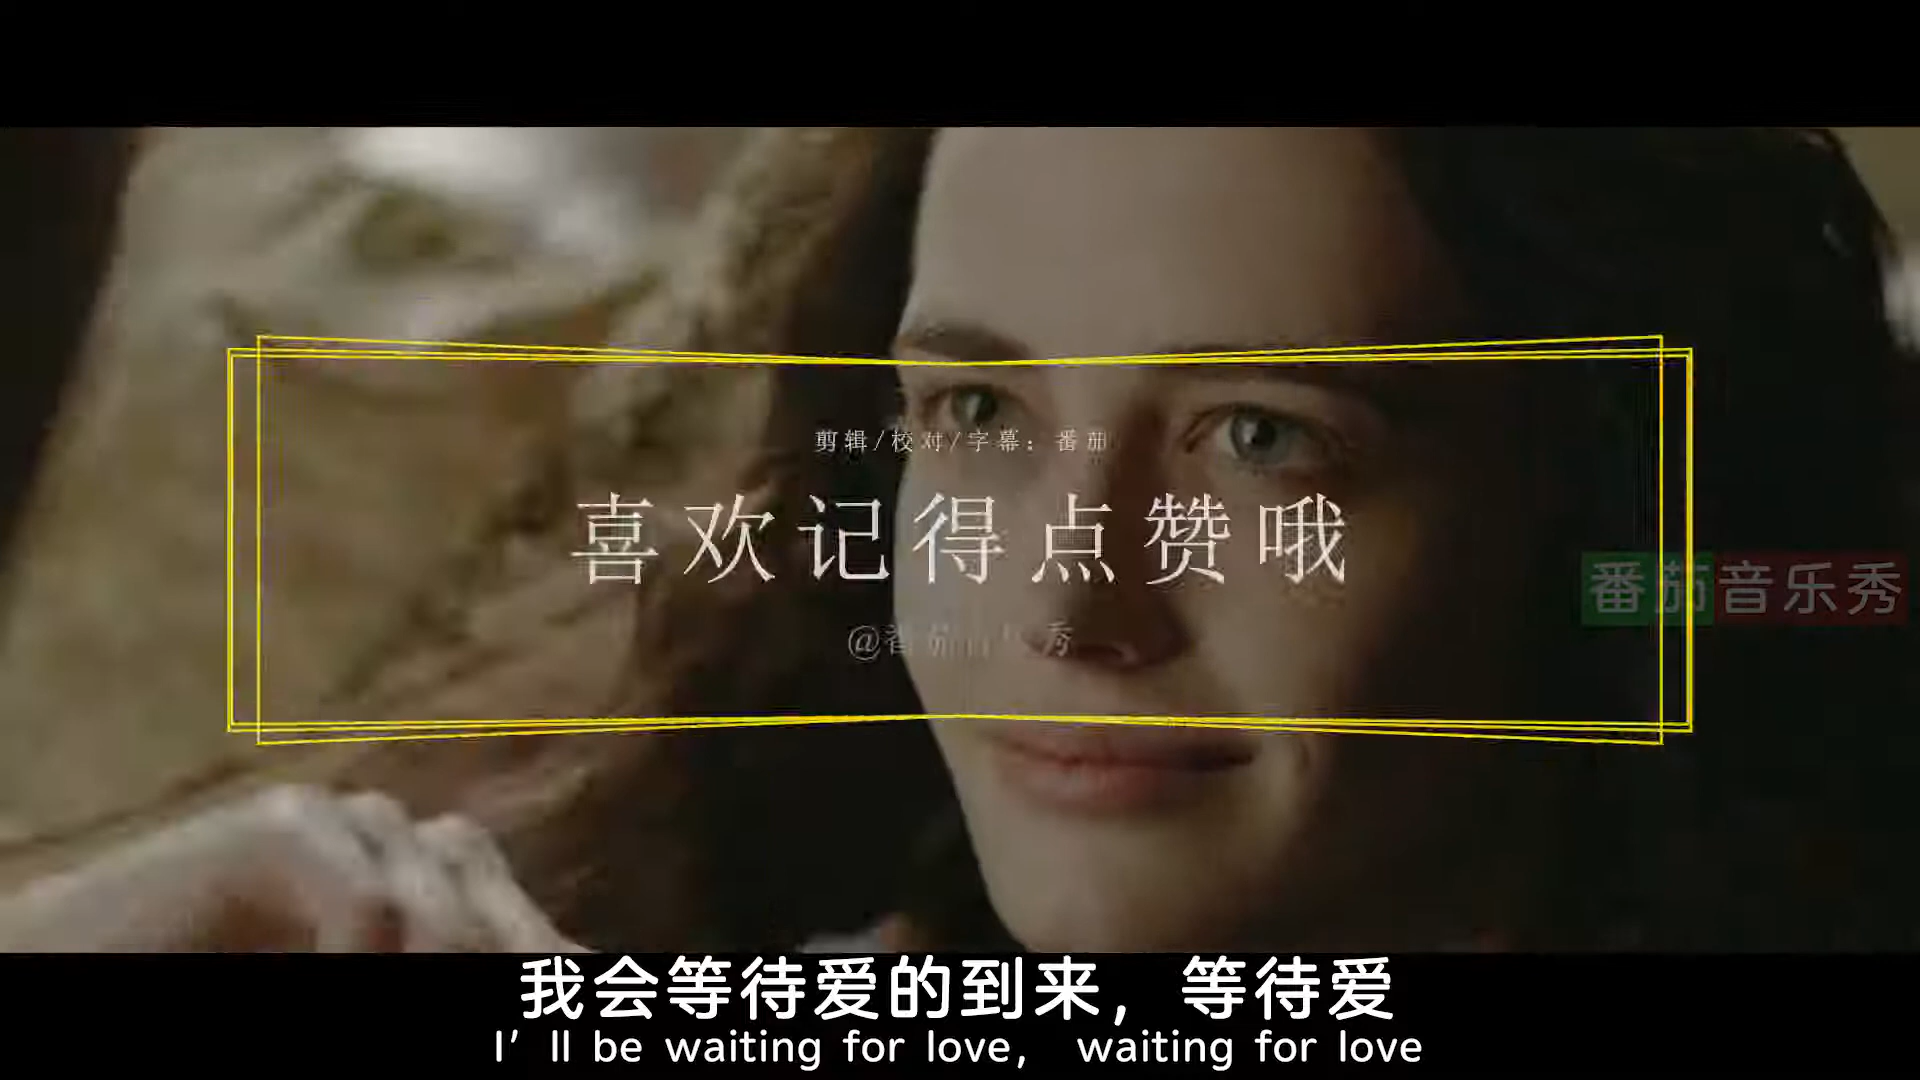 剪辑/校对/字幕：番茄
喜欢记得点赞哦
番茄音乐秀
我会等待爱的到来，等待爱
I'll be waiting for love, waiting for love